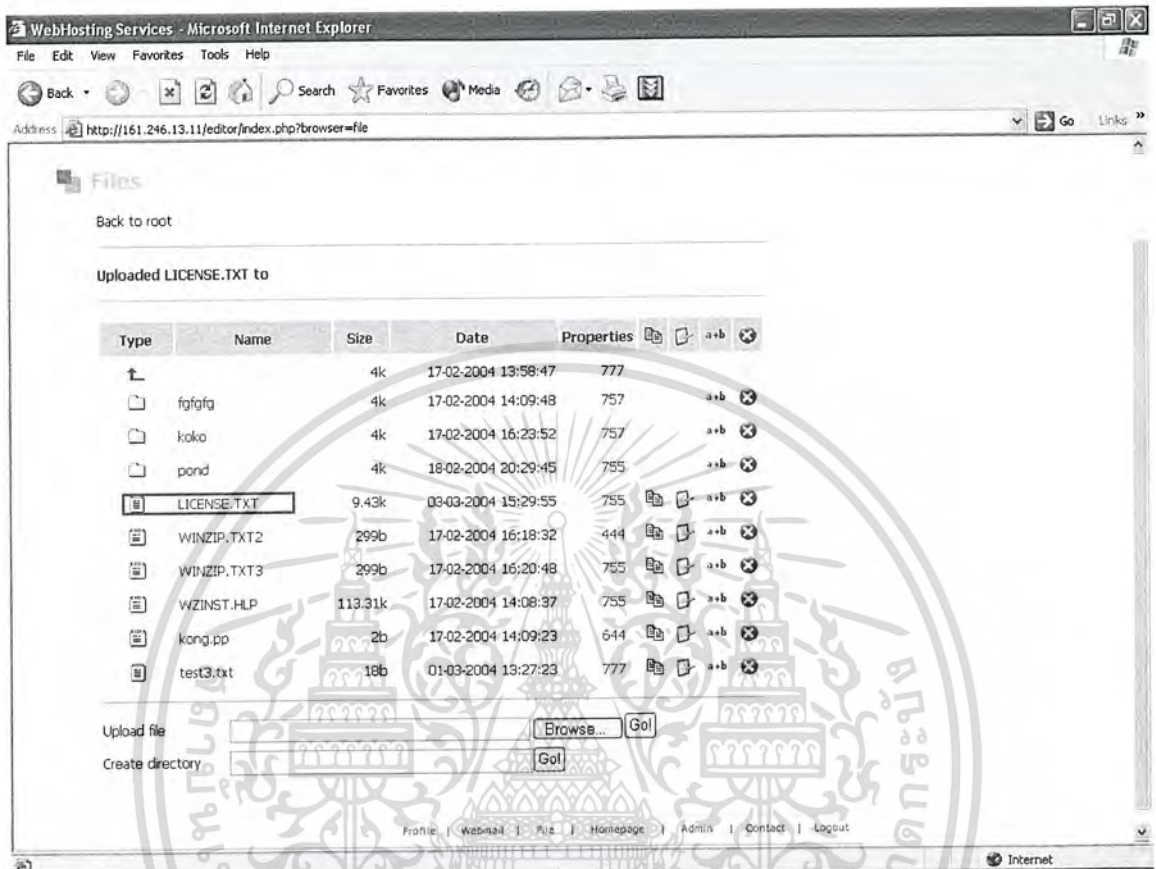 WebHosting Services - Microsoft Internet Explorer
File Edit View Favorites Tools Help
Back Search Favorites Media
Address http://161.246.13.11/editor/index.php?browser=file Go Links »
Files
Back to root
Uploaded LICENSE.TXT to
Type Name Size Date Properties a→b
4k 17-02-2004 13:58:47 777
fgfgfg 4k 17-02-2004 14:09:48 757 a→b
koko 4k 17-02-2004 16:23:52 757 a→b
pond 4k 18-02-2004 20:29:45 755 a→b
LICENSE.TXT 9.43k 03-03-2004 15:29:55 755 a→b
WINZIP.TXT2 299b 17-02-2004 16:18:32 444 a→b
WINZIP.TXT3 299b 17-02-2004 16:20:48 755 a→b
WZINST.HLP 113.31k 17-02-2004 14:08:37 755 a→b
kong.pp 2b 17-02-2004 14:09:23 644 a→b
test3.txt 18b 01-03-2004 13:27:23 777 a→b
Upload file Browse... Go!
Create directory Go!
Profile | Webmail | File | Homepage | Admin | Contact | Logout
Internet